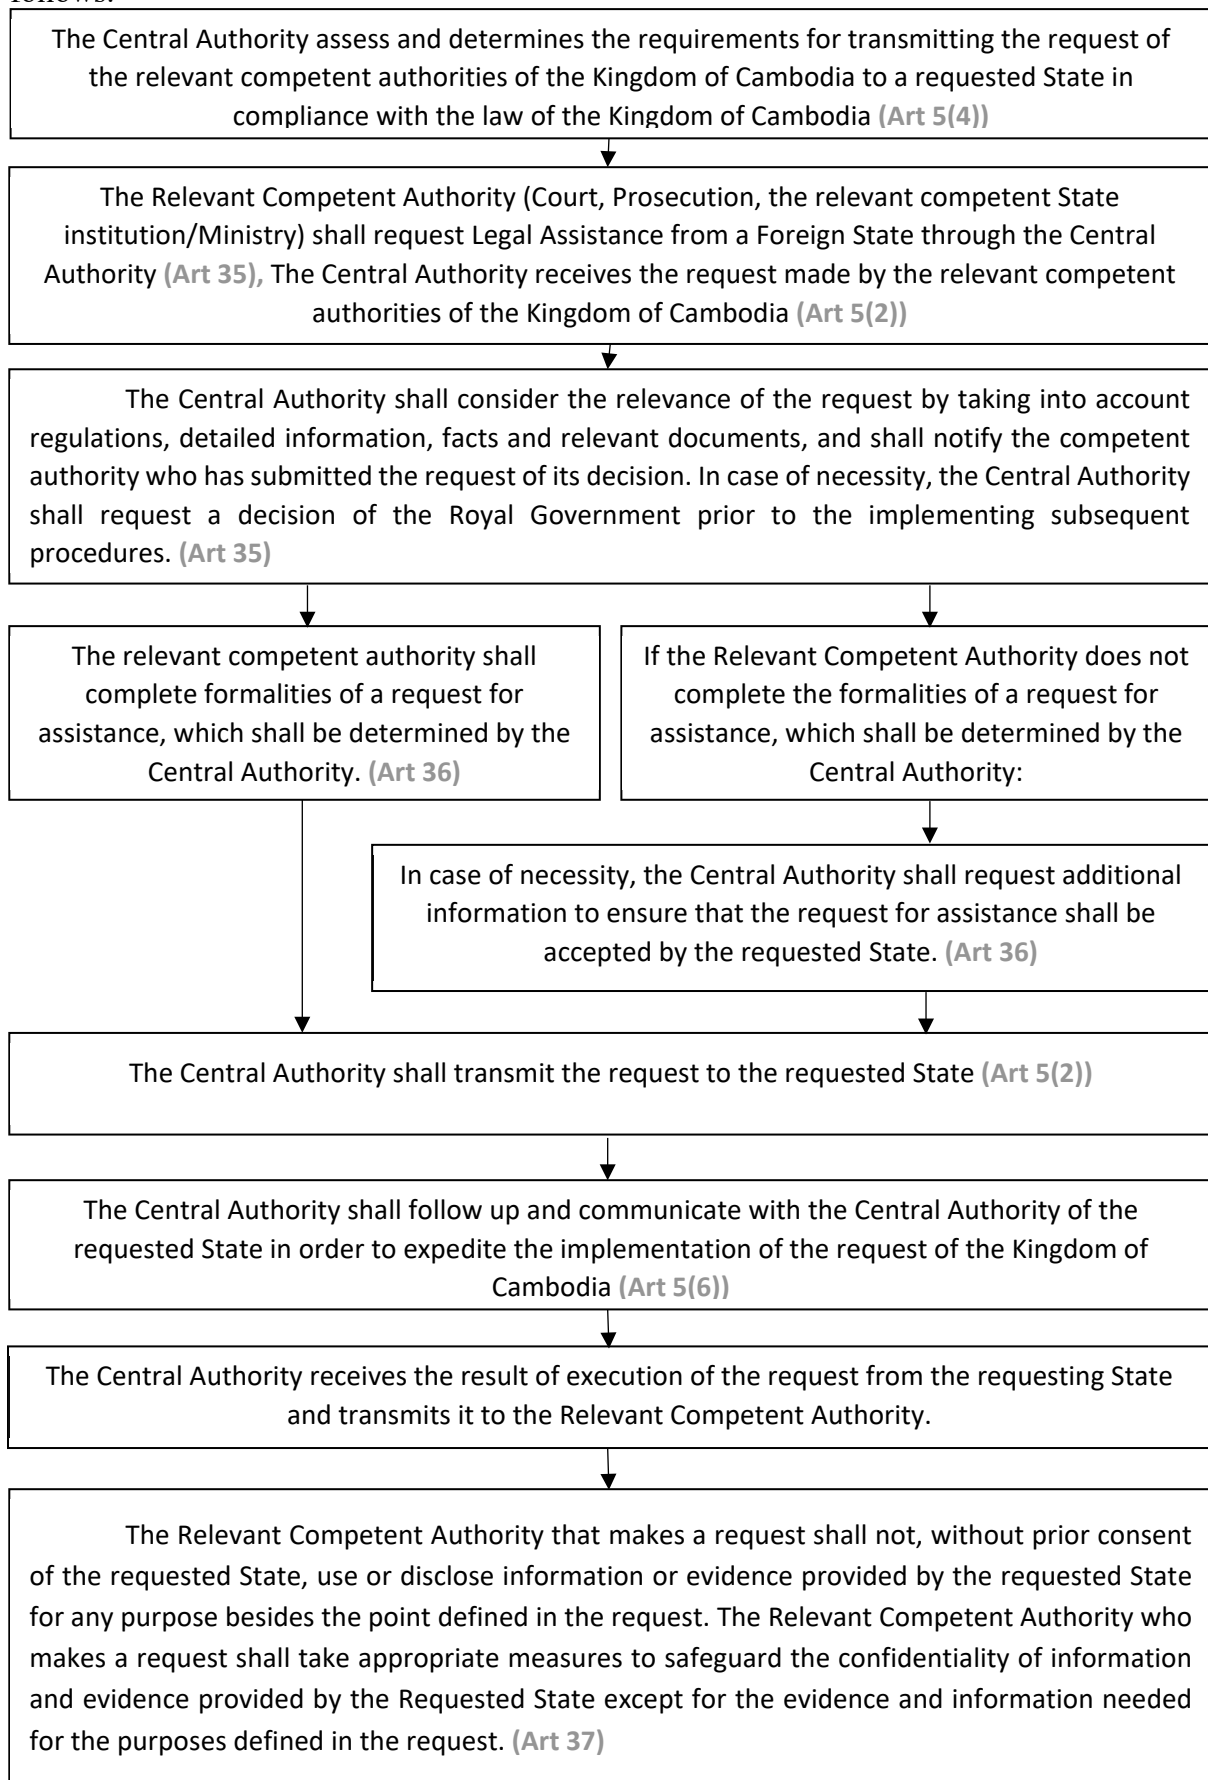 follows:
The Central Authority assess and determines the requirements for transmitting the request of
the relevant competent authorities of the Kingdom of Cambodia to a requested State in
compliance with the law of the Kingdom of Cambodia (Art 5(4))
The Relevant Competent Authority (Court, Prosecution, the relevant competent State
institution/Ministry) shall request Legal Assistance from a Foreign State through the Central
Authority (Art 35), The Central Authority receives the request made by the relevant competent
authorities of the Kingdom of Cambodia (Art 5(2))
The Central Authority shall consider the relevance of the request by taking into account
regulations, detailed information, facts and relevant documents, and shall notify the competent
authority who has submitted the request of its decision. In case of necessity, the Central Authority
shall request a decision of the Royal Government prior to the implementing subsequent
procedures. (Art 35)
The relevant competent authority shall
complete formalities of a request for
assistance, which shall be determined by the
Central Authority. (Art 36)
If the Relevant Competent Authority does not
complete the formalities of a request for
assistance, which shall be determined by the
Central Authority:
In case of necessity, the Central Authority shall request additional
information to ensure that the request for assistance shall be
accepted by the requested State. (Art 36)
The Central Authority shall transmit the request to the requested State (Art 5(2))
The Central Authority shall follow up and communicate with the Central Authority of the
requested State in order to expedite the implementation of the request of the Kingdom of
Cambodia (Art 5(6))
The Central Authority receives the result of execution of the request from the requesting State
and transmits it to the Relevant Competent Authority.
The Relevant Competent Authority that makes a request shall not, without prior consent
of the requested State, use or disclose information or evidence provided by the requested State
for any purpose besides the point defined in the request. The Relevant Competent Authority who
makes a request shall take appropriate measures to safeguard the confidentiality of information
and evidence provided by the Requested State except for the evidence and information needed
for the purposes defined in the request. (Art 37)